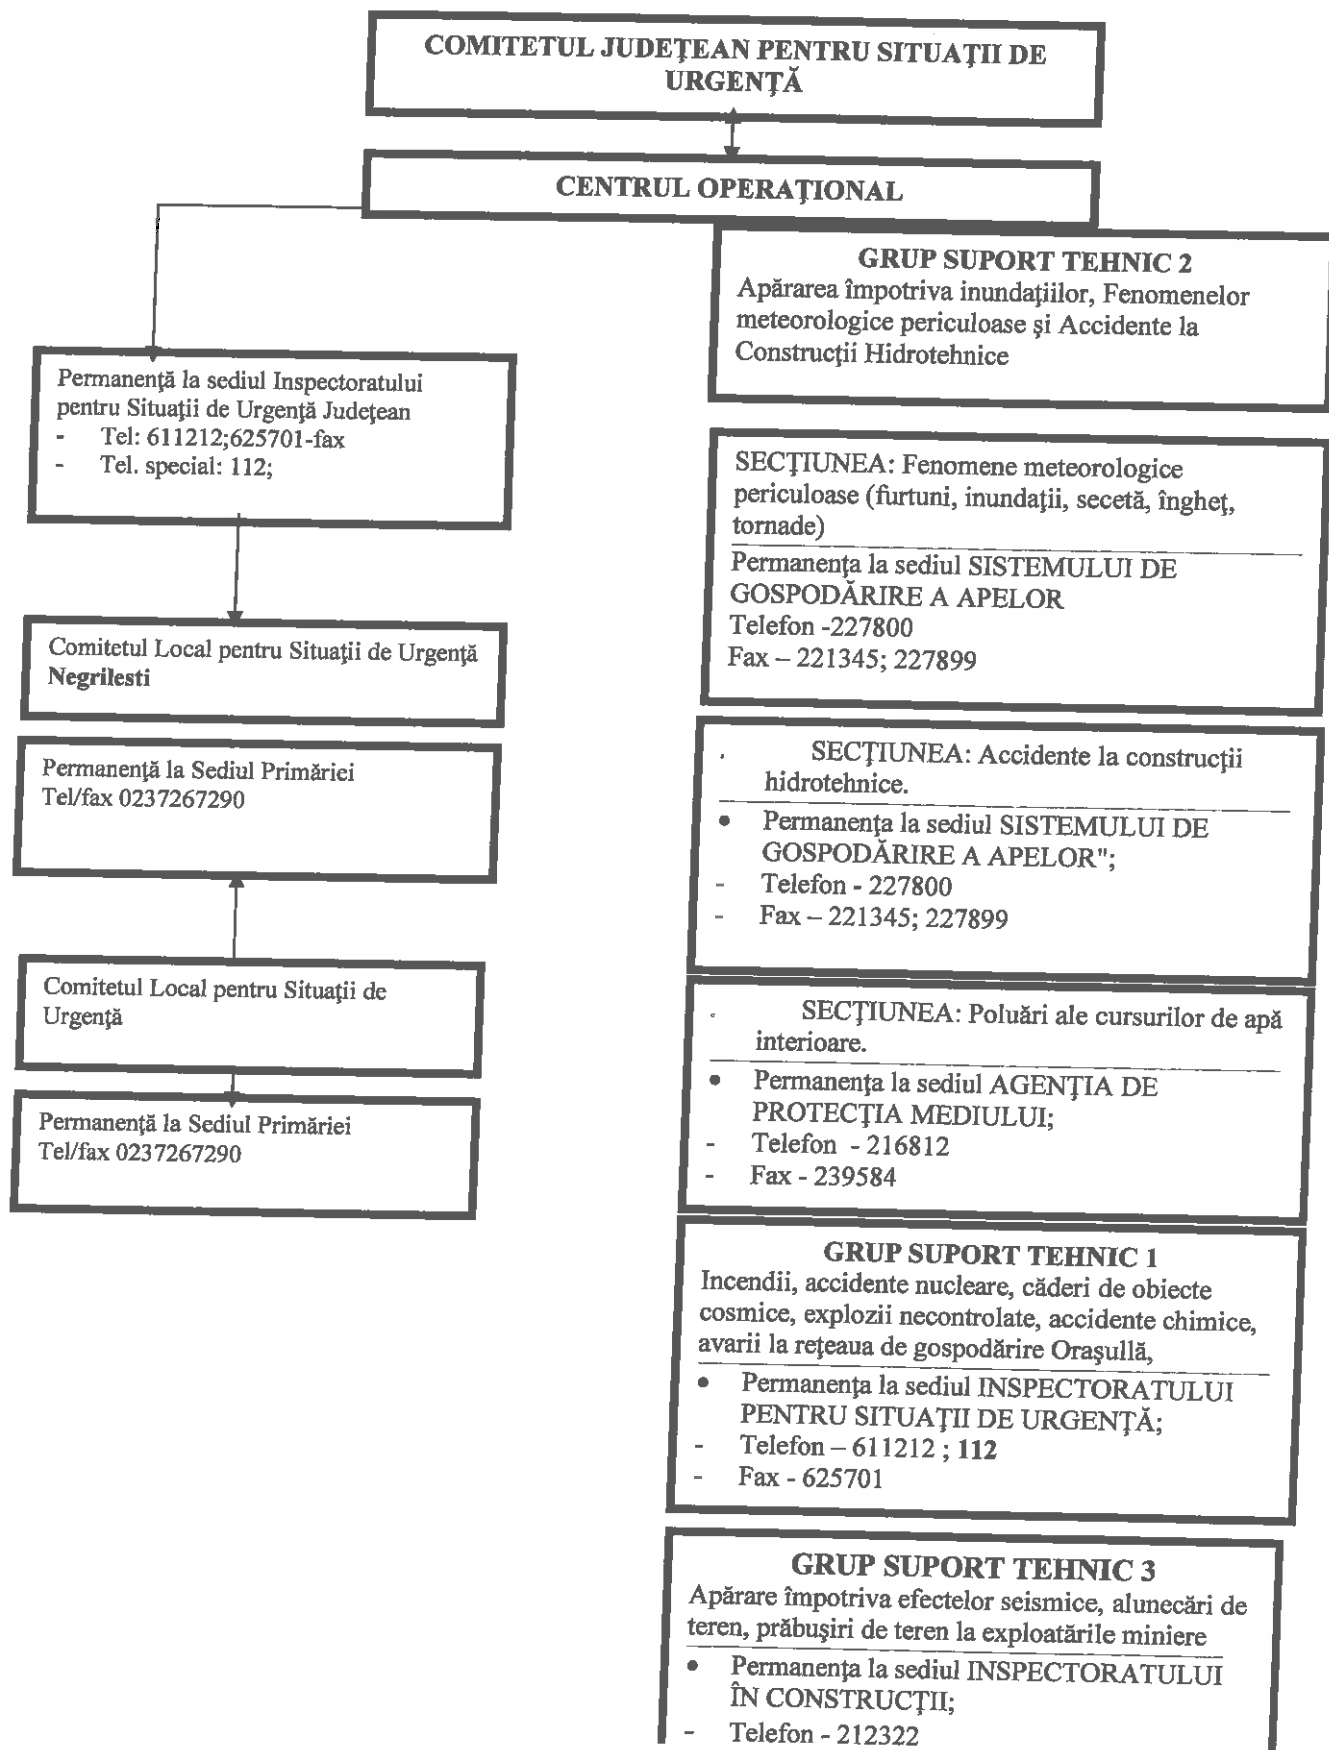 COMITETUL JUDEŢEAN PENTRU SITUAŢII DE
URGENŢĂ
CENTRUL OPERAŢIONAL
Permanenţă la sediul Inspectoratului
pentru Situaţii de Urgenţă Judeţean
- Tel: 611212;625701-fax
- Tel. special: 112;
Comitetul Local pentru Situaţii de Urgenţă
Negrilesti
Permanenţă la Sediul Primăriei
Tel/fax 0237267290
Comitetul Local pentru Situaţii de
Urgenţă
Permanenţă la Sediul Primăriei
Tel/fax 0237267290
GRUP SUPORT TEHNIC 2
Apărarea împotriva inundaţiilor, Fenomenelor
meteorologice periculoase şi Accidente la
Construcţii Hidrotehnice
SECŢIUNEA: Fenomene meteorologice
periculoase (furtuni, inundaţii, secetă, îngheţ,
tornade)
Permanenţa la sediul SISTEMULUI DE
GOSPODĂRIRE A APELOR
Telefon -227800
Fax – 221345; 227899
. SECŢIUNEA: Accidente la construcţii
hidrotehnice.
• Permanenţa la sediul SISTEMULUI DE
GOSPODĂRIRE A APELOR";
- Telefon - 227800
- Fax – 221345; 227899
. SECŢIUNEA: Poluări ale cursurilor de apă
interioare.
• Permanenţa la sediul AGENŢIA DE
PROTECŢIA MEDIULUI;
- Telefon - 216812
- Fax - 239584
GRUP SUPORT TEHNIC 1
Incendii, accidente nucleare, căderi de obiecte
cosmice, explozii necontrolate, accidente chimice,
avarii la reţeaua de gospodărire Oraşullă,
• Permanenţa la sediul INSPECTORATULUI
PENTRU SITUAŢII DE URGENŢĂ;
- Telefon – 611212 ; 112
- Fax - 625701
GRUP SUPORT TEHNIC 3
Apărare împotriva efectelor seismice, alunecări de
teren, prăbuşiri de teren la exploatările miniere
• Permanenţa la sediul INSPECTORATULUI
ÎN CONSTRUCŢII;
- Telefon - 212322